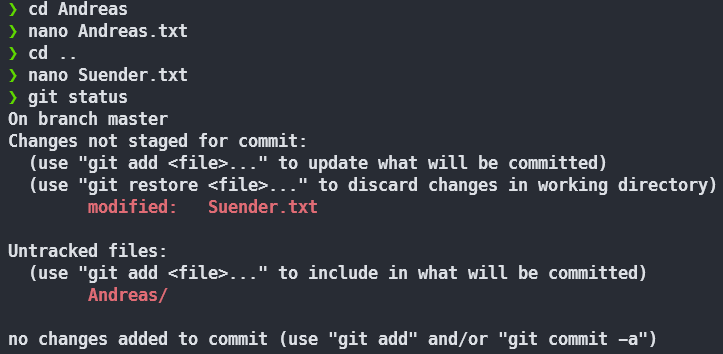 ❯ cd Andreas
❯ nano Andreas.txt
❯ cd ..
❯ nano Suender.txt
❯ git status
On branch master
Changes not staged for commit:
  (use "git add <file>..." to update what will be committed)
  (use "git restore <file>..." to discard changes in working directory)
        modified:   Suender.txt

Untracked files:
  (use "git add <file>..." to include in what will be committed)
        Andreas/

no changes added to commit (use "git add" and/or "git commit -a")